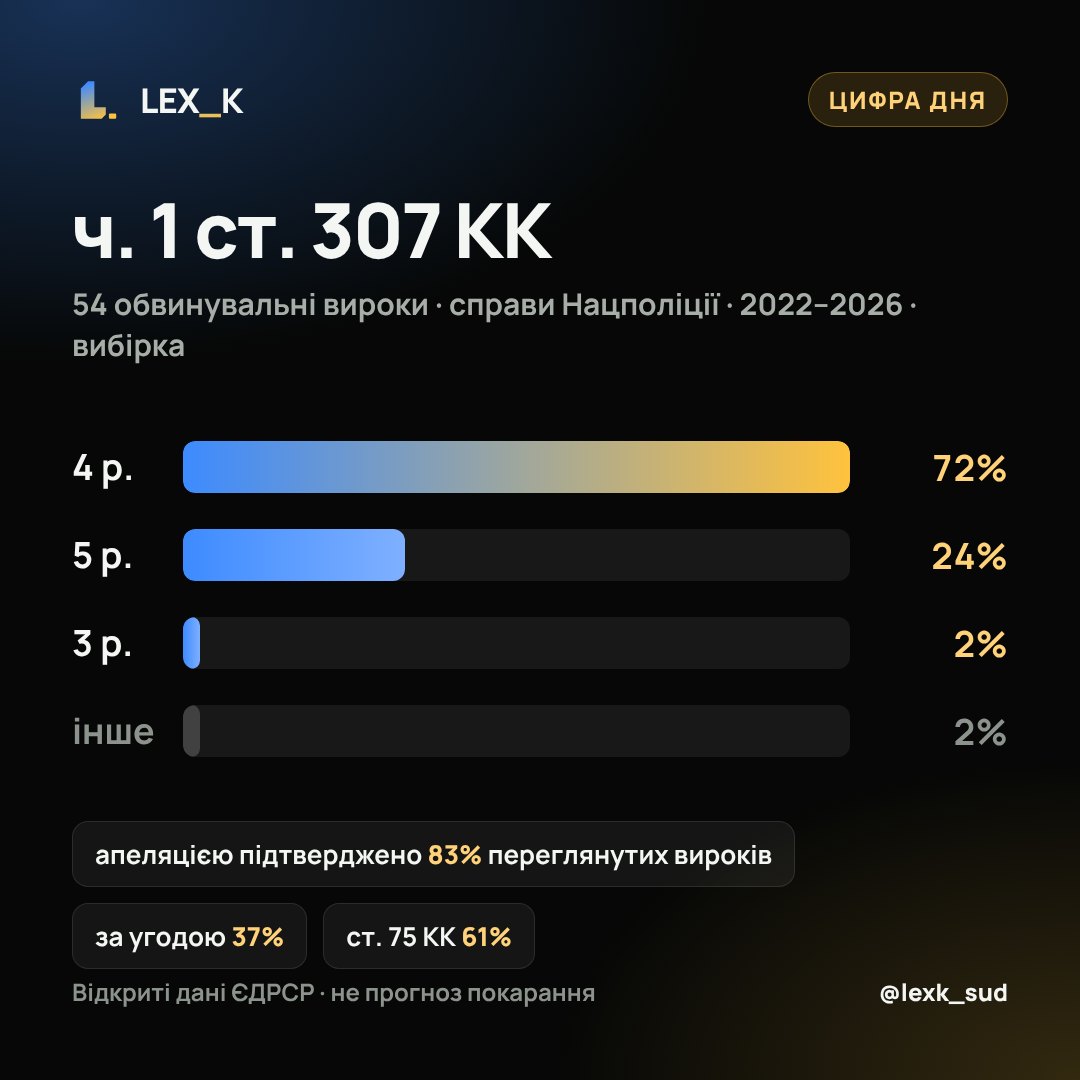 LEX_K
ЦИФРА ДНЯ
ч. 1 ст. 307 КК
54 обвинувальні вироки · справи Нацполіції · 2022–2026 ·
вибірка
4 р. 72%
5 р. 24%
3 р. 2%
інше 2%
апеляцією підтверджено 83% переглянутих вироків
за угодою 37% ст. 75 КК 61%
Відкриті дані ЄДРСР · не прогноз покарання @lexk_sud